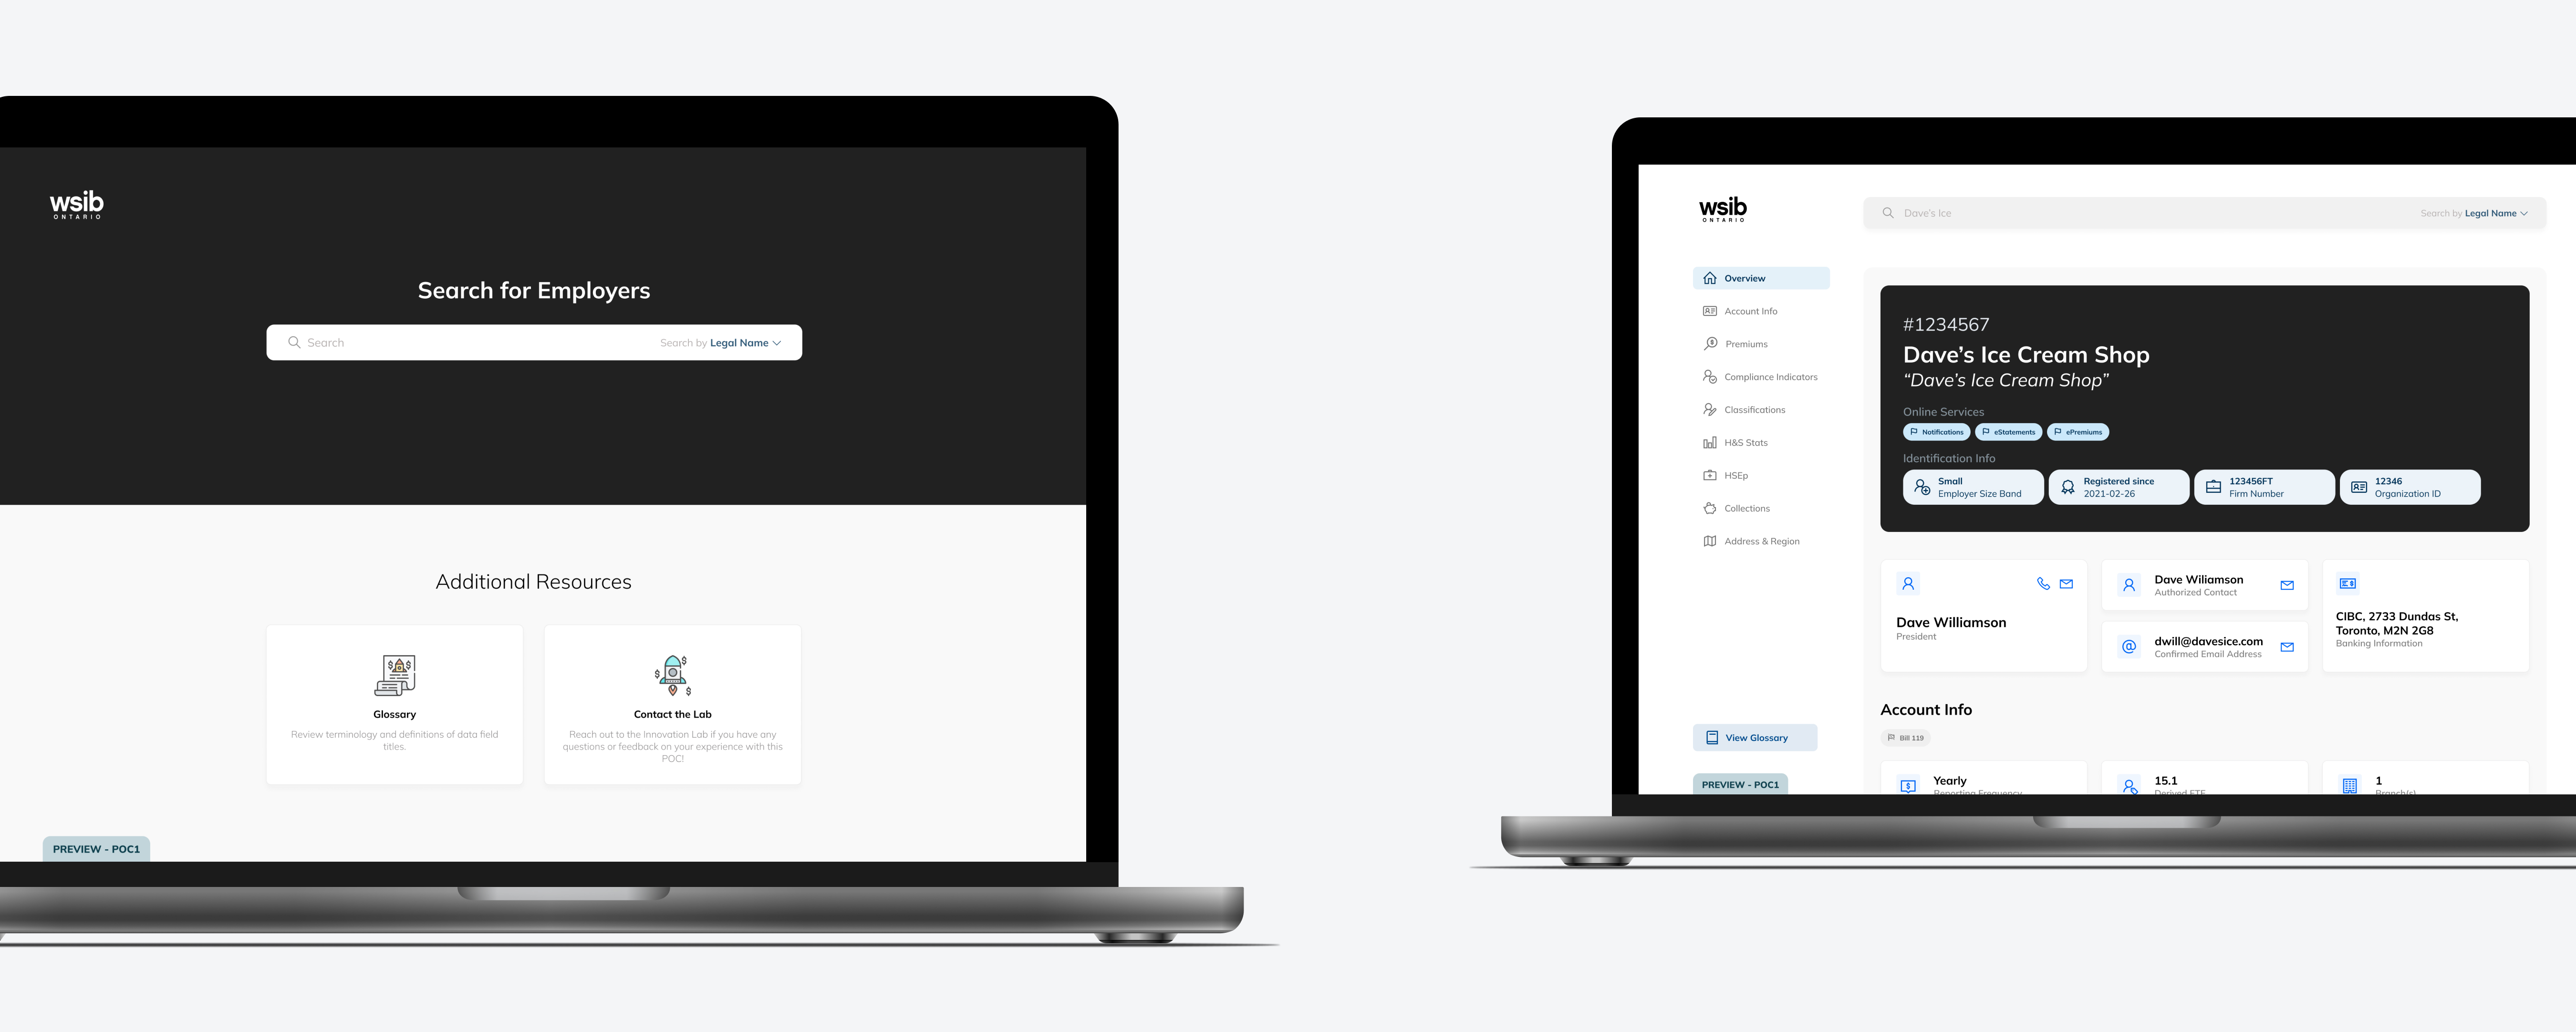 wsib
ONTARIO
Search for Employers
Search
Search by Legal Name
Additional Resources
Glossary
Review terminology and definitions of data field
titles.
Contact the Lab
Reach out to the Innovation Lab if you have any
questions or feedback on your experience with this
POC!
PREVIEW - POC1
wsib
ONTARIO
Dave's Ice
Search by Legal Name
Overview
Account Info
Premiums
Compliance Indicators
Classifications
H&S Stats
HSEp
Collections
Address & Region
View Glossary
PREVIEW - POC1
#1234567
Dave's Ice Cream Shop
“Dave's Ice Cream Shop”
Online Services
Notifications
eStatements
ePremiums
Identification Info
Small
Employer Size Band
Registered since
2021-02-26
123456FT
Firm Number
12346
Organization ID
Dave Williamson
President
Dave Wiliamson
Authorized Contact
dwill@davesice.com
Confirmed Email Address
CIBC, 2733 Dundas St,
Toronto, M2N 2G8
Banking Information
Account Info
Bill 119
Yearly
Reporting Frequency
15.1
Derived FTE
1
Branch(s)